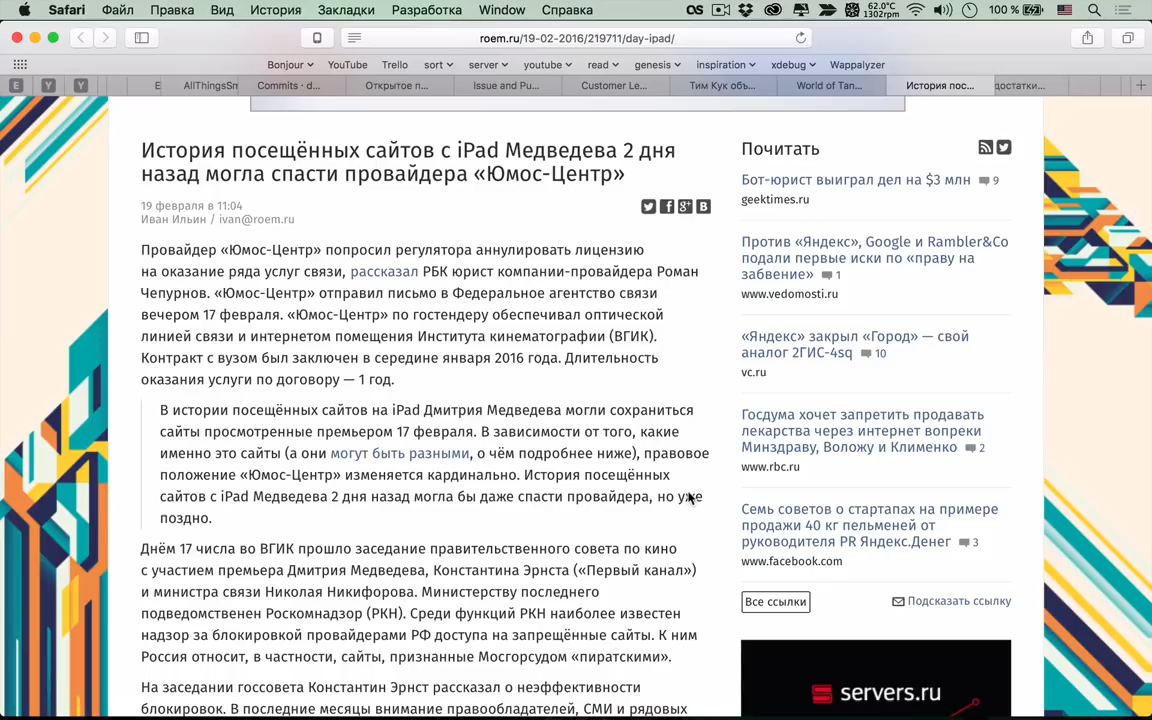 Safari Файл Правка Вид История Закладки Разработка Window Справка
62.0°C
1302rpm
100 %
roem.ru/19-02-2016/219711/day-ipad/
Bonjour YouTube Trello sort server youtube read genesis inspiration xdebug Wappalyzer
E Y Y E AllThingsSm Commits · d... Открытое п... Issue and Pu... Customer Le... Тим Кук объ... World of Tan... История пос... достатки...
История посещённых сайтов с iPad Медведева 2 дня
назад могла спасти провайдера «Юмос-Центр»
19 февраля в 11:04
Иван Ильин / ivan@roem.ru
Провайдер «Юмос-Центр» попросил регулятора аннулировать лицензию
на оказание ряда услуг связи, рассказал РБК юрист компании-провайдера Роман
Чепурнов. «Юмос-Центр» отправил письмо в Федеральное агентство связи
вечером 17 февраля. «Юмос-Центр» по гостендеру обеспечивал оптической
линией связи и интернетом помещения Института кинематографии (ВГИК).
Контракт с вузом был заключен в середине января 2016 года. Длительность
оказания услуги по договору — 1 год.
В истории посещённых сайтов на iPad Дмитрия Медведева могли сохраниться
сайты просмотренные премьером 17 февраля. В зависимости от того, какие
именно это сайты (а они могут быть разными, о чём подробнее ниже), правовое
положение «Юмос-Центр» изменяется кардинально. История посещённых
сайтов с iPad Медведева 2 дня назад могла бы даже спасти провайдера, но уже
поздно.
Днём 17 числа во ВГИК прошло заседание правительственного совета по кино
с участием премьера Дмитрия Медведева, Константина Эрнста («Первый канал»)
и министра связи Николая Никифорова. Министерству последнего
подведомственен Роскомнадзор (РКН). Среди функций РКН наиболее известен
надзор за блокировкой провайдерами РФ доступа на запрещённые сайты. К ним
Россия относит, в частности, сайты, признанные Мосгорсудом «пиратскими».
На заседании госсовета Константин Эрнст рассказал о неэффективности
блокировок. В последние месяцы внимание правообладателей, СМИ и рядовых
Почитать
Бот-юрист выиграл дел на $3 млн 9
geektimes.ru
Против «Яндекс», Google и Rambler&Co
подали первые иски по «праву на
забвение» 1
www.vedomosti.ru
«Яндекс» закрыл «Город» — свой
аналог 2ГИС-4sq 10
vc.ru
Госдума хочет запретить продавать
лекарства через интернет вопреки
Минздраву, Воложу и Клименко 2
www.rbc.ru
Семь советов о стартапах на примере
продажи 40 кг пельменей от
руководителя PR Яндекс.Денег 3
www.facebook.com
Все ссылки Подсказать ссылку
servers.ru